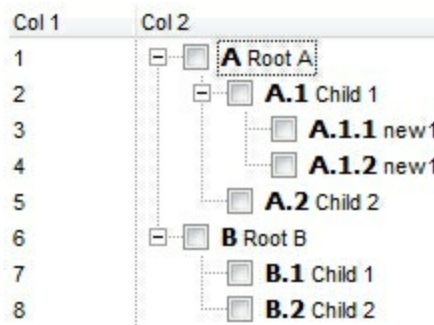 Col 1 Col 2
1 A Root A
2 A.1 Child 1
3 A.1.1 new1
4 A.1.2 new1
5 A.2 Child 2
6 B Root B
7 B.1 Child 1
8 B.2 Child 2